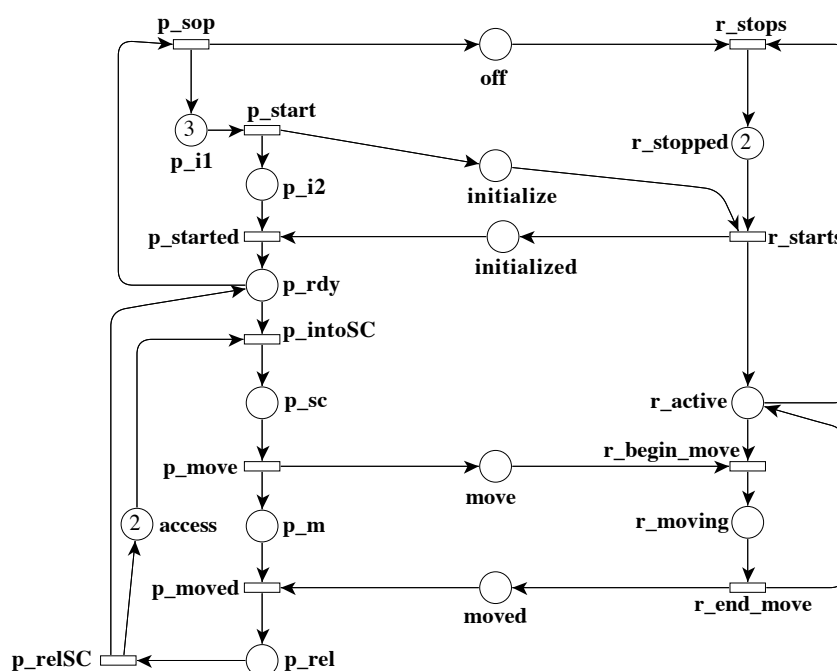 p_sop
r_stops
off
p_start
3
r_stopped 2
p_i1
p_i2
initialize
p_started
r_starts
initialized
p_rdy
p_intoSC
p_sc
r_active
r_begin_move
p_move
move
2 access
p_m
r_moving
p_moved
moved
r_end_move
p_relSC
p_rel